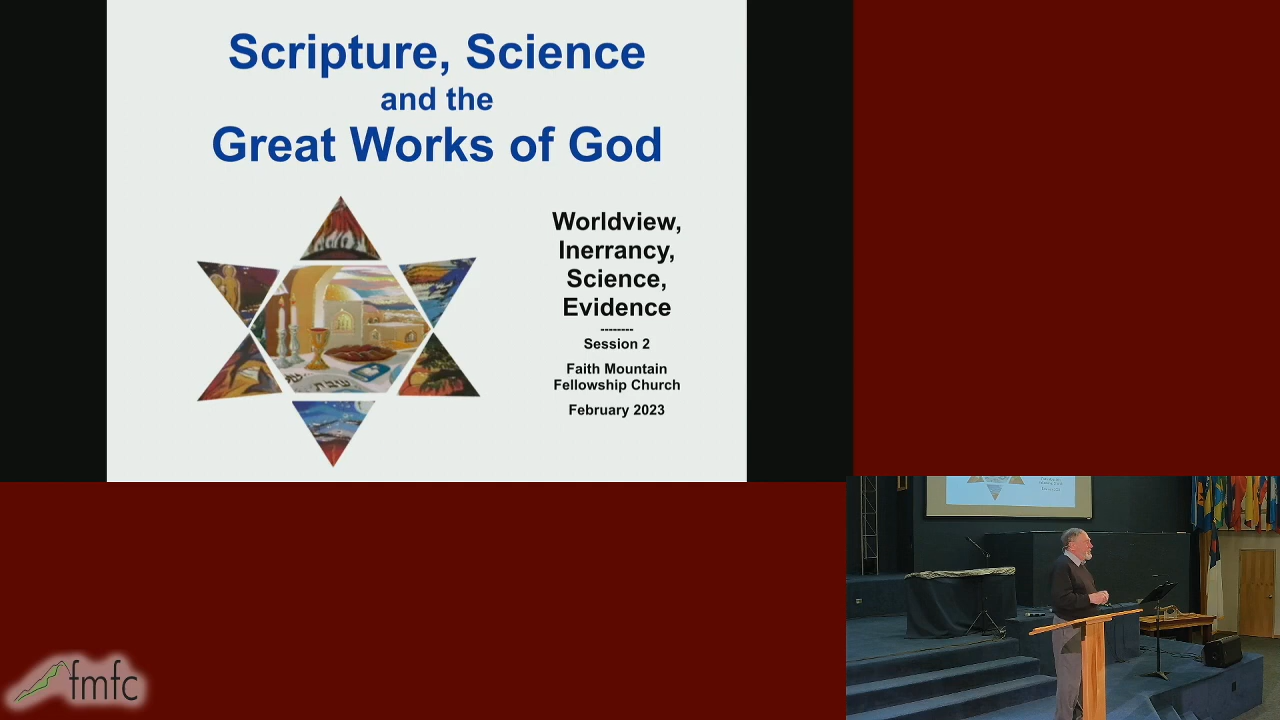 Scripture, Science
and the
Great Works of God
Worldview,
Inerrancy,
Science,
Evidence
--------
Session 2
Faith Mountain
Fellowship Church
February 2023
שבת
fmfc